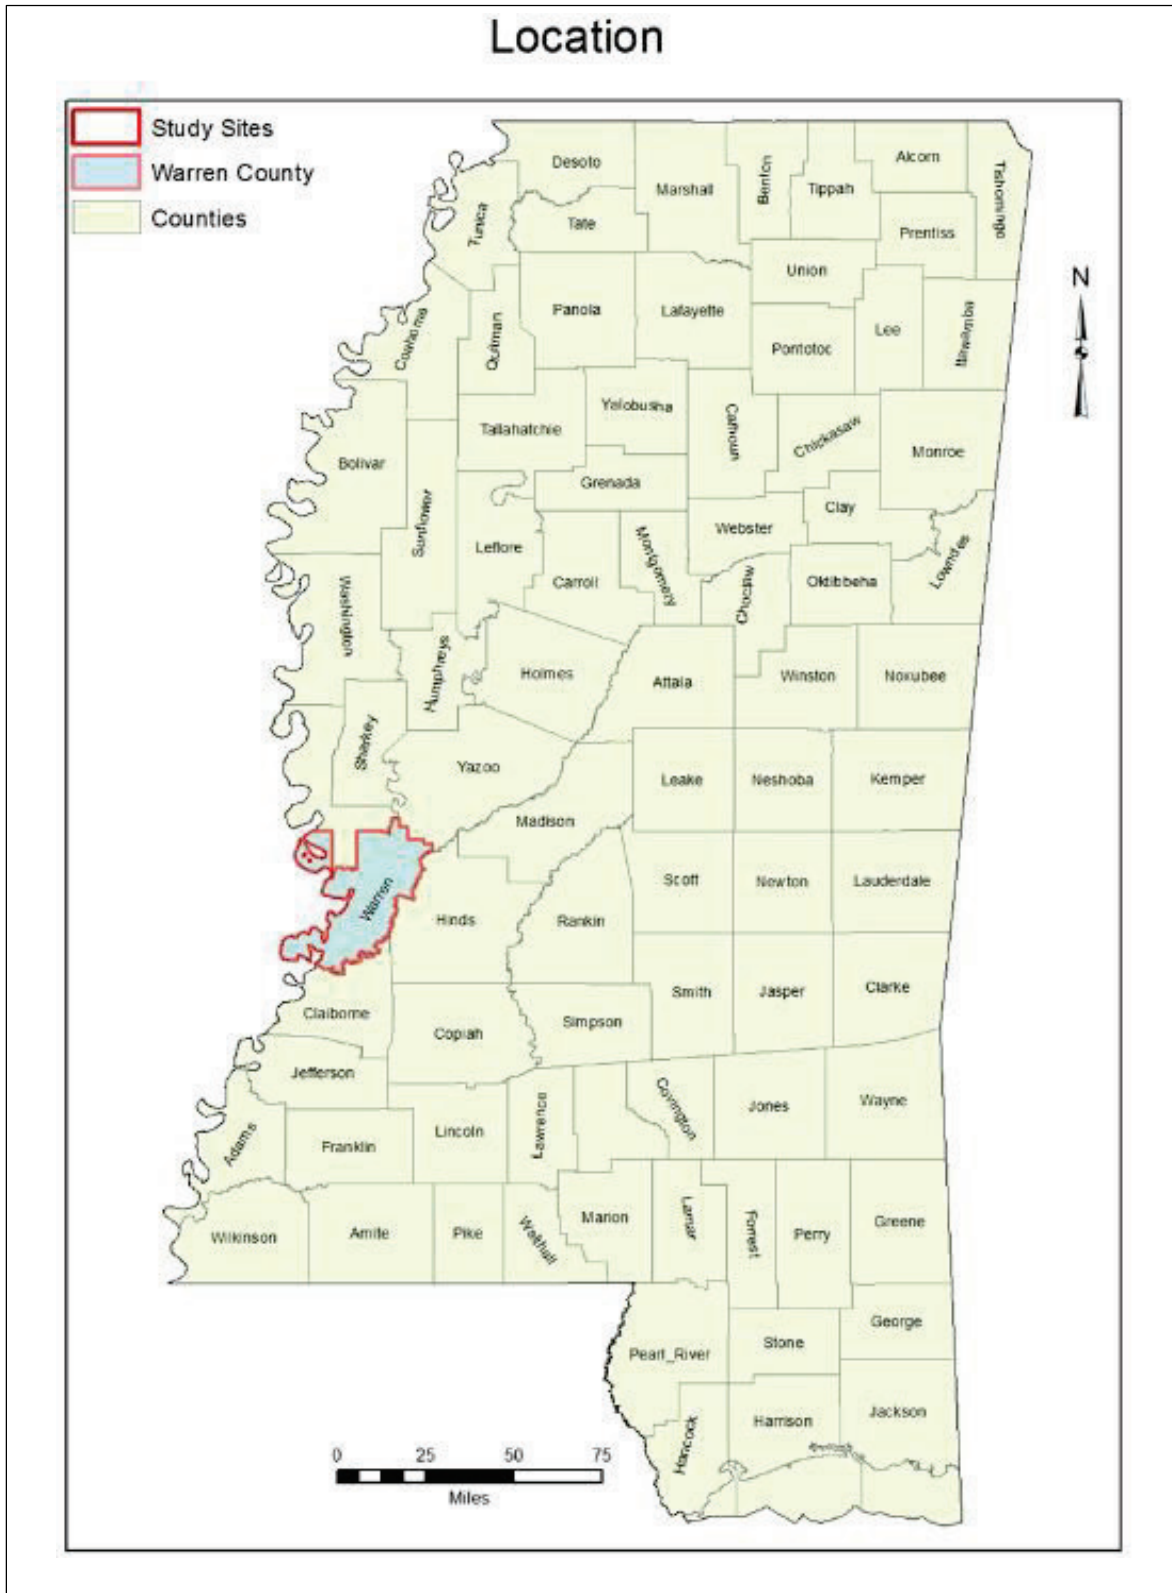 Location
Study Sites
Warren County
Counties
N
Desoto
Marshall
Benton
Tippah
Alcorn
Tishomingo
Tunica
Tate
Prentiss
Union
Coahoma
Quitman
Panola
Lafayette
Pontotoc
Lee
Itawamba
Tallahatchie
Yalobusha
Calhoun
Chickasaw
Monroe
Bolivar
Sunflower
Leflore
Grenada
Webster
Clay
Lowndes
Carroll
Montgomery
Choctaw
Oktibbeha
Washington
Humphreys
Holmes
Attala
Winston
Noxubee
Sharkey
Yazoo
Leake
Neshoba
Kemper
Madison
Warren
Hinds
Rankin
Scott
Newton
Lauderdale
Claiborne
Copiah
Simpson
Smith
Jasper
Clarke
Jefferson
Adams
Franklin
Lincoln
Lawrence
Covington
Jones
Wayne
Wilkinson
Amite
Pike
Walthall
Marion
Lamar
Forrest
Perry
Greene
Pearl_River
Stone
George
Hancock
Harrison
Jackson
0 25 50 75
Miles